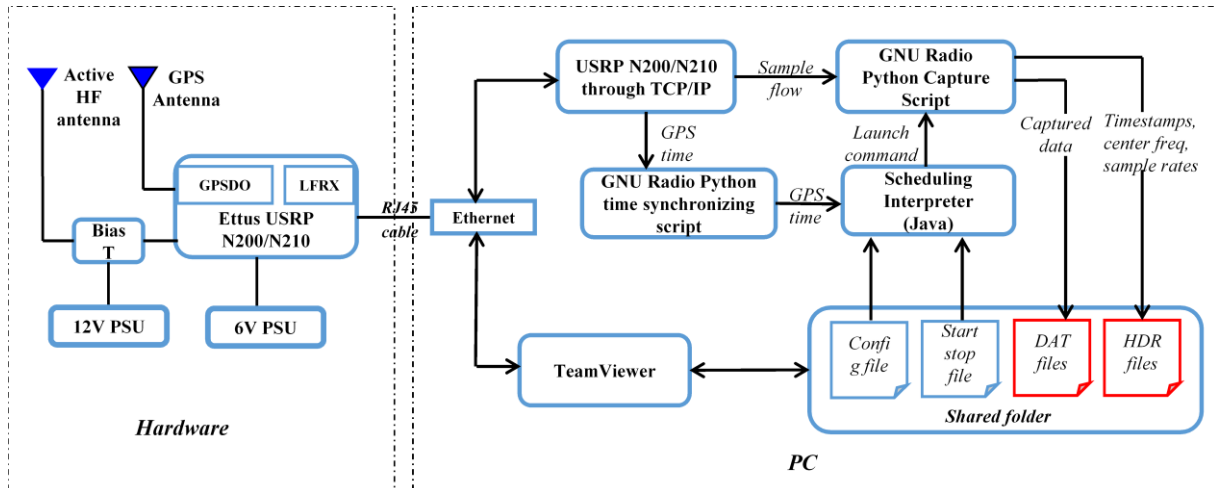 Active
HF
antenna
GPS
Antenna
GPSDO
LFRX
Ettus USRP
N200/N210
Bias
T
12V PSU
6V PSU
Hardware
RJ45
cable
Ethernet
USRP N200/N210
through TCP/IP
Sample
flow
GNU Radio
Python Capture
Script
GPS
time
Launch
command
Captured
data
Timestamps,
center freq,
sample rates
GNU Radio Python
time synchronizing
script
GPS
time
Scheduling
Interpreter
(Java)
TeamViewer
Confi
g file
Start
stop
file
DAT
files
HDR
files
Shared folder
PC